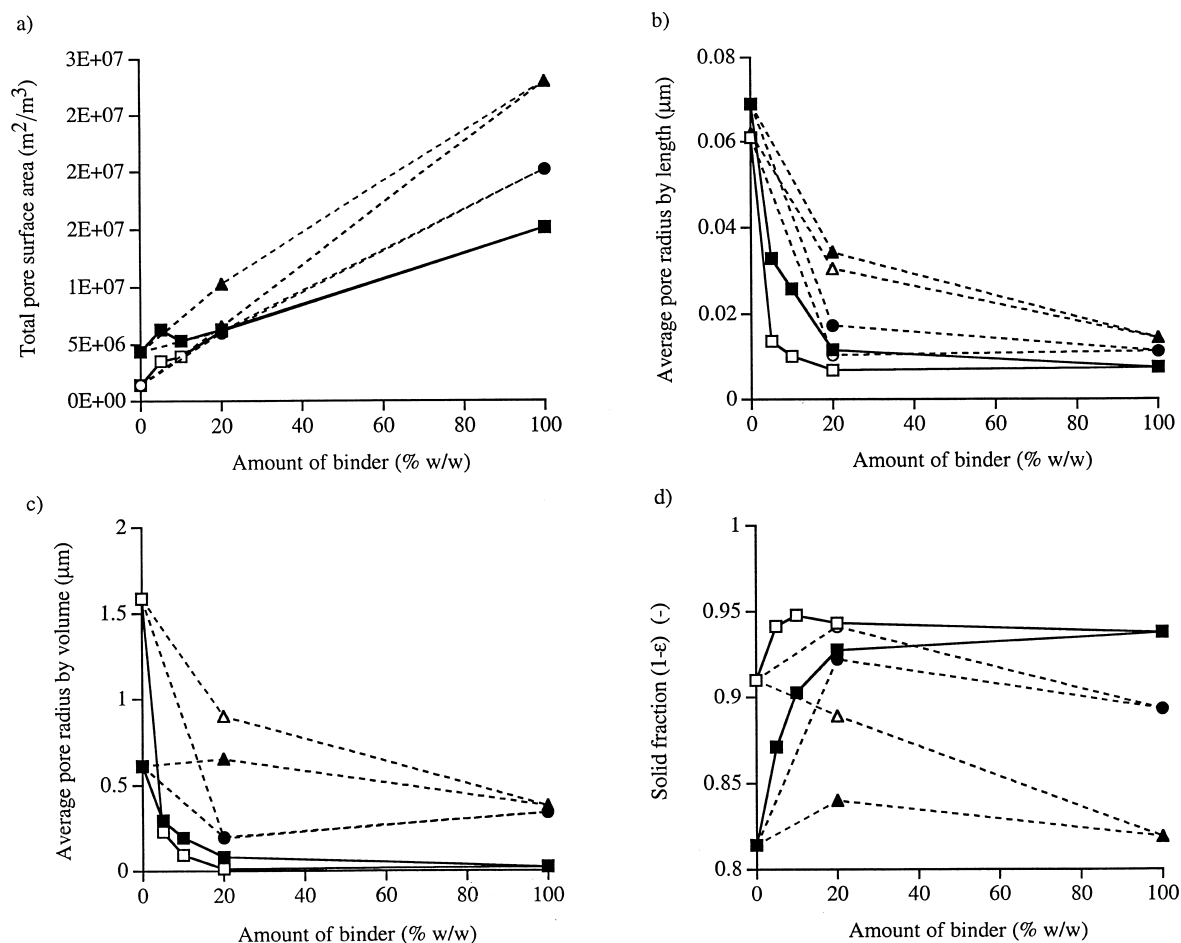 a)
Total pore surface area (m²/m³)
3E+07
2E+07
2E+07
2E+07
1E+07
5E+06
0E+00
0 20 40 60 80 100
Amount of binder (% w/w)
b)
Average pore radius by length (µm)
0.08
0.06
0.04
0.02
0
0 20 40 60 80 100
Amount of binder (% w/w)
c)
Average pore radius by volume (µm)
2
1.5
1
0.5
0
0 20 40 60 80 100
Amount of binder (% w/w)
d)
Solid fraction (1-ε) (-)
1
0.95
0.9
0.85
0.8
0 20 40 60 80 100
Amount of binder (% w/w)